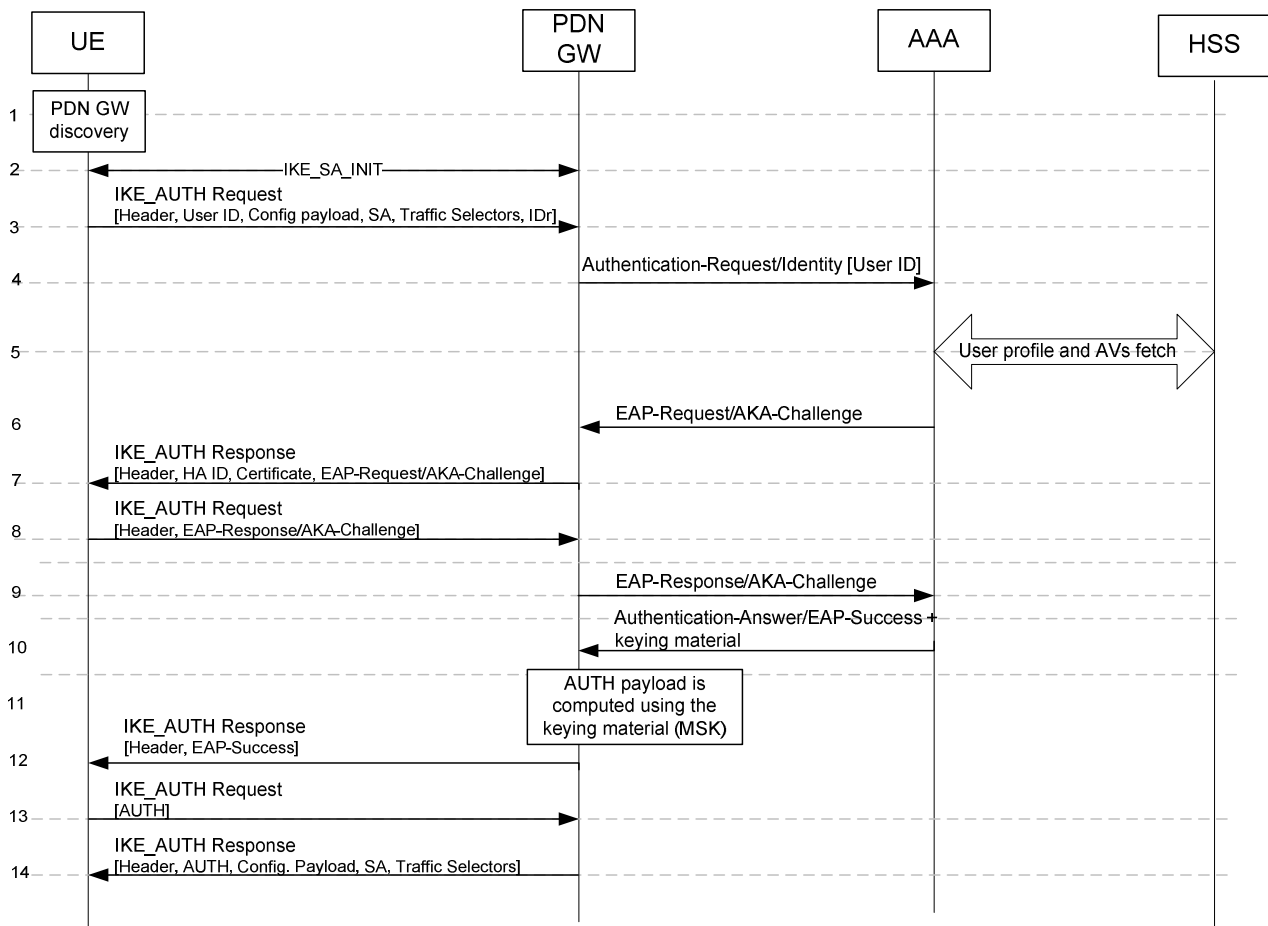 UE
PDN
GW
AAA
HSS
1
PDN GW
discovery
2
IKE_SA_INIT
IKE_AUTH Request
[Header, User ID, Config payload, SA, Traffic Selectors, IDr]
3
Authentication-Request/Identity [User ID]
4
5
User profile and AVs fetch
6
EAP-Request/AKA-Challenge
IKE_AUTH Response
[Header, HA ID, Certificate, EAP-Request/AKA-Challenge]
7
IKE_AUTH Request
[Header, EAP-Response/AKA-Challenge]
8
EAP-Response/AKA-Challenge
9
Authentication-Answer/EAP-Success +
keying material
10
AUTH payload is
computed using the
keying material (MSK)
11
IKE_AUTH Response
[Header, EAP-Success]
12
IKE_AUTH Request
[AUTH]
13
IKE_AUTH Response
[Header, AUTH, Config. Payload, SA, Traffic Selectors]
14